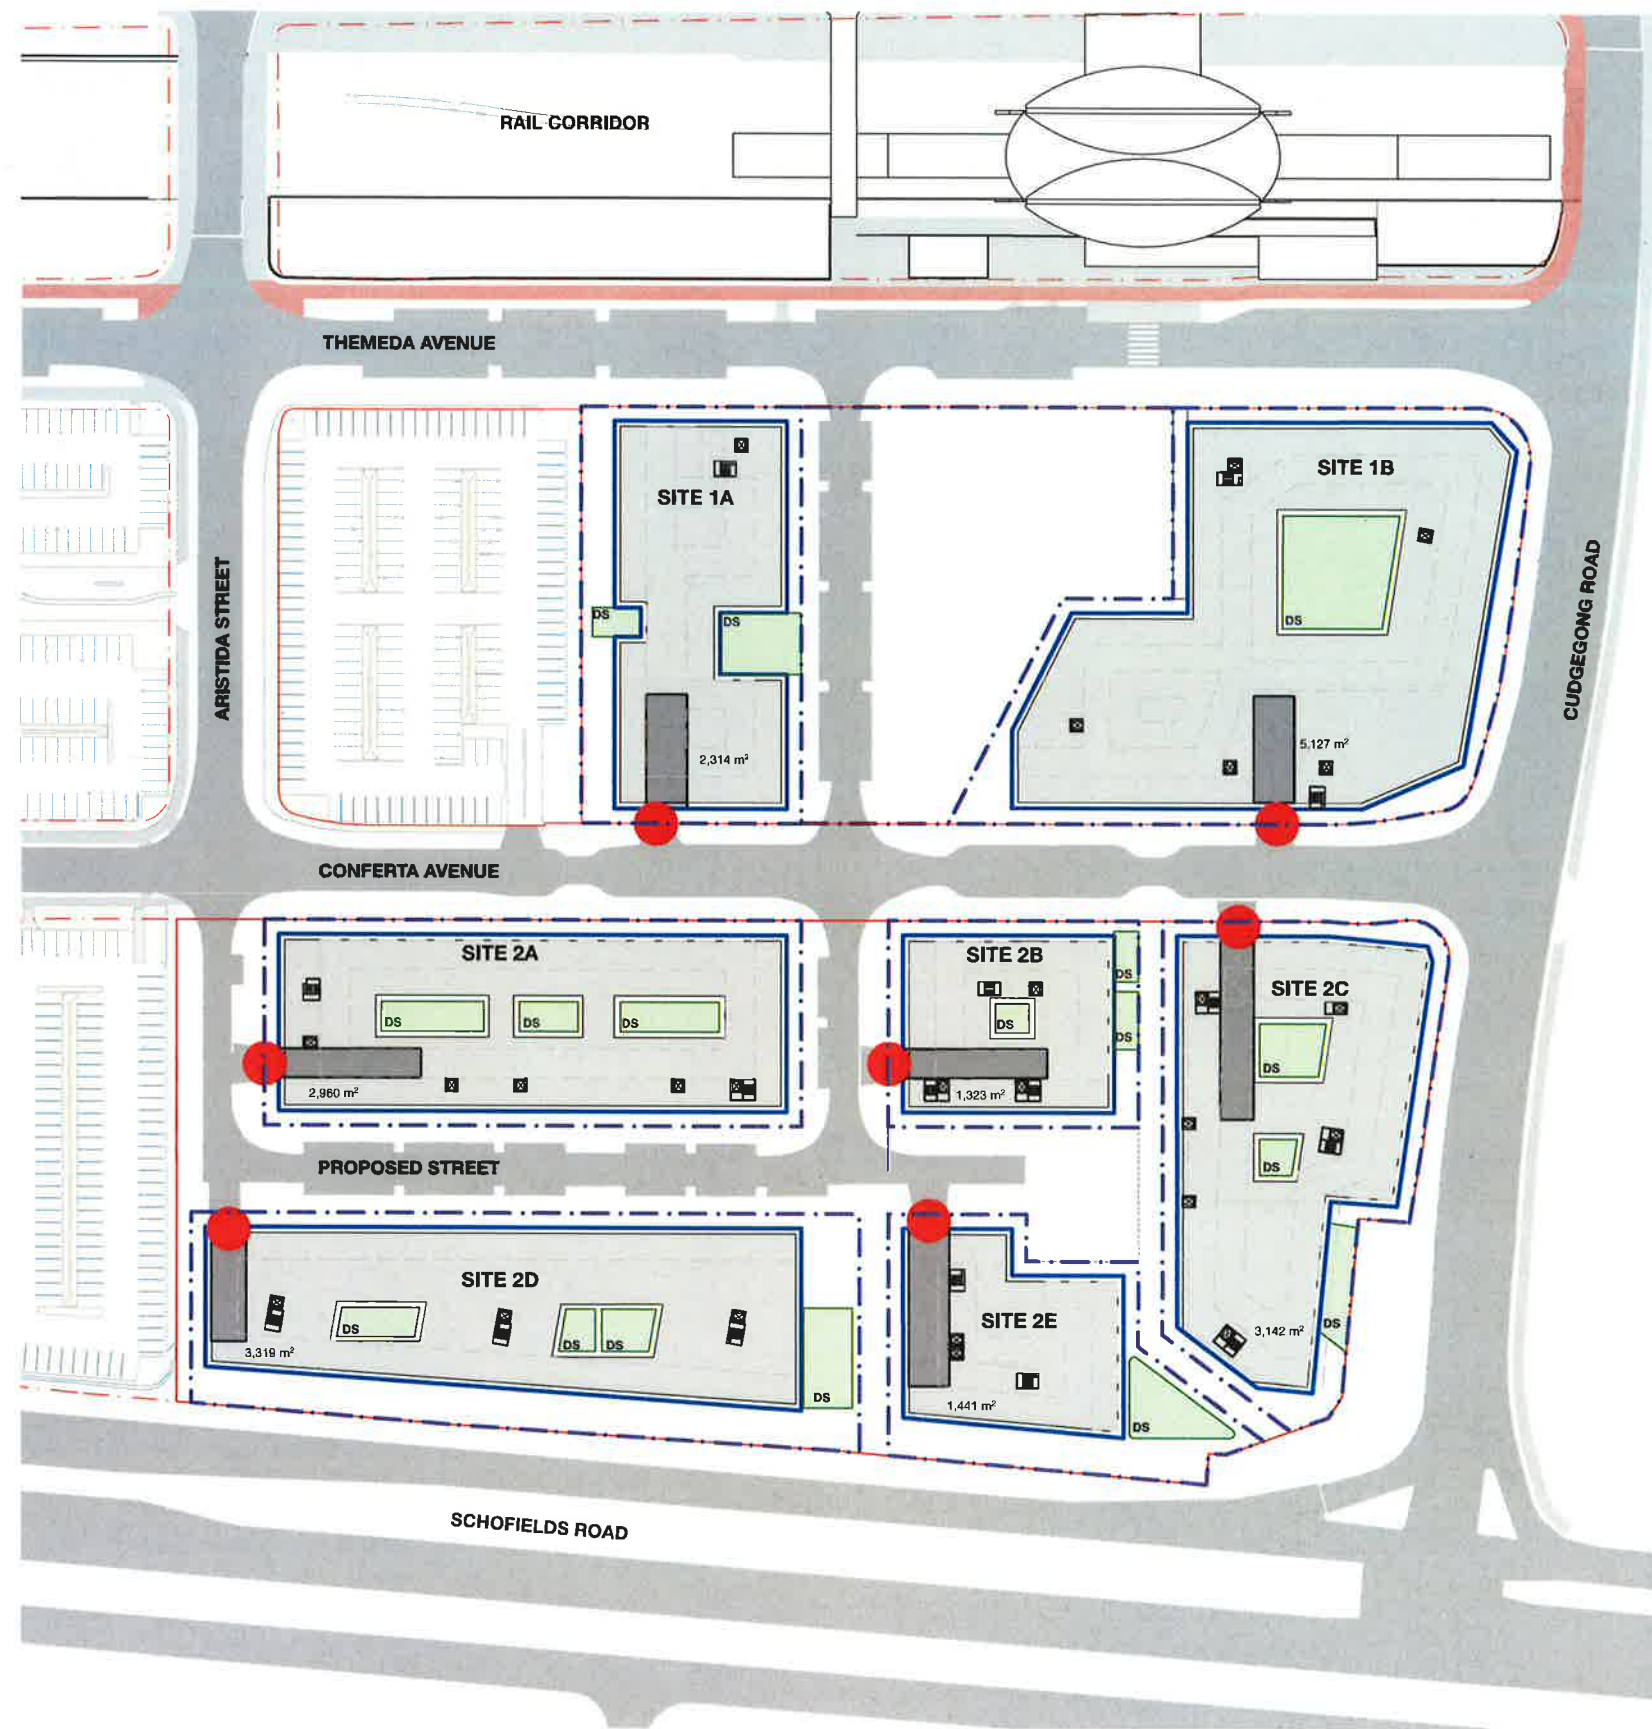 RAIL CORRIDOR
THEMEDA AVENUE
ARISTIDA STREET
CUDGEGONG ROAD
SITE 1A
DS
DS
2,314 m²
SITE 1B
DS
5,127 m²
CONFERTA AVENUE
SITE 2A
DS
DS
DS
2,960 m²
SITE 2B
DS
DS
DS
1,323 m²
SITE 2C
DS
DS
DS
3,142 m²
PROPOSED STREET
SITE 2D
DS
DS
DS
DS
3,319 m²
SITE 2E
DS
1,441 m²
SCHOFIELDS ROAD